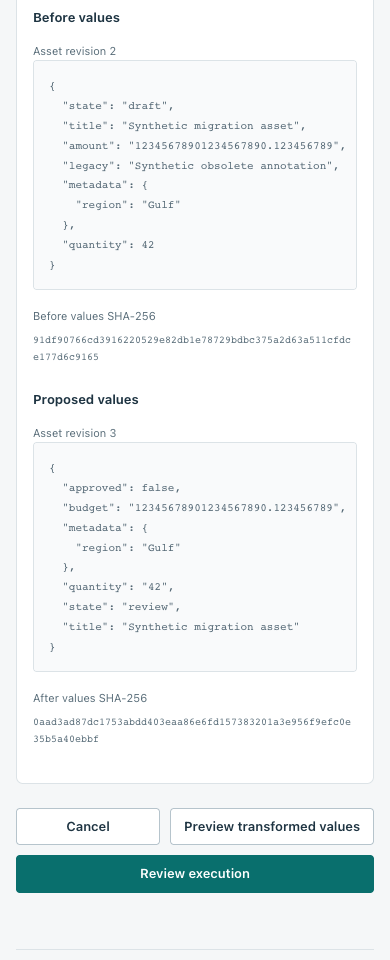 Before values
Asset revision 2
{
  "state": "draft",
  "title": "Synthetic migration asset",
  "amount": "12345678901234567890.123456789",
  "legacy": "Synthetic obsolete annotation",
  "metadata": {
    "region": "Gulf"
  },
  "quantity": 42
}
Before values SHA-256
91df90766cd3916220529e82db1e78729bdbc375a2d63a511cfdc
e177d6c9165
Proposed values
Asset revision 3
{
  "approved": false,
  "budget": "12345678901234567890.123456789",
  "metadata": {
    "region": "Gulf"
  },
  "quantity": "42",
  "state": "review",
  "title": "Synthetic migration asset"
}
After values SHA-256
0aad3ad87dc1753abdd403eaa86e6fd157383201a3e956f9efc0e
35b5a40ebbf
Cancel
Preview transformed values
Review execution